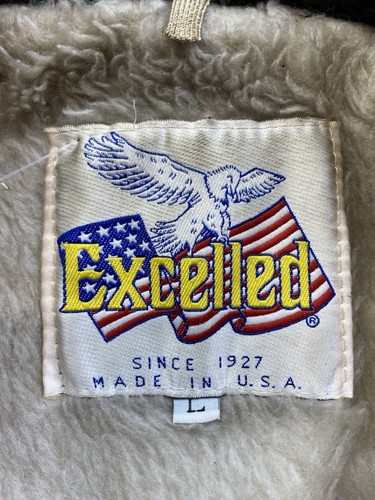 Excelled®
SINCE 1927
MADE IN U.S.A.
L